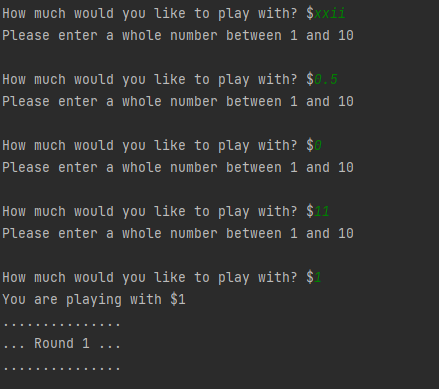 How much would you like to play with? $xxii
Please enter a whole number between 1 and 10
How much would you like to play with? $0.5
Please enter a whole number between 1 and 10
How much would you like to play with? $0
Please enter a whole number between 1 and 10
How much would you like to play with? $11
Please enter a whole number between 1 and 10
How much would you like to play with? $1
You are playing with $1
...............
... Round 1 ...
...............